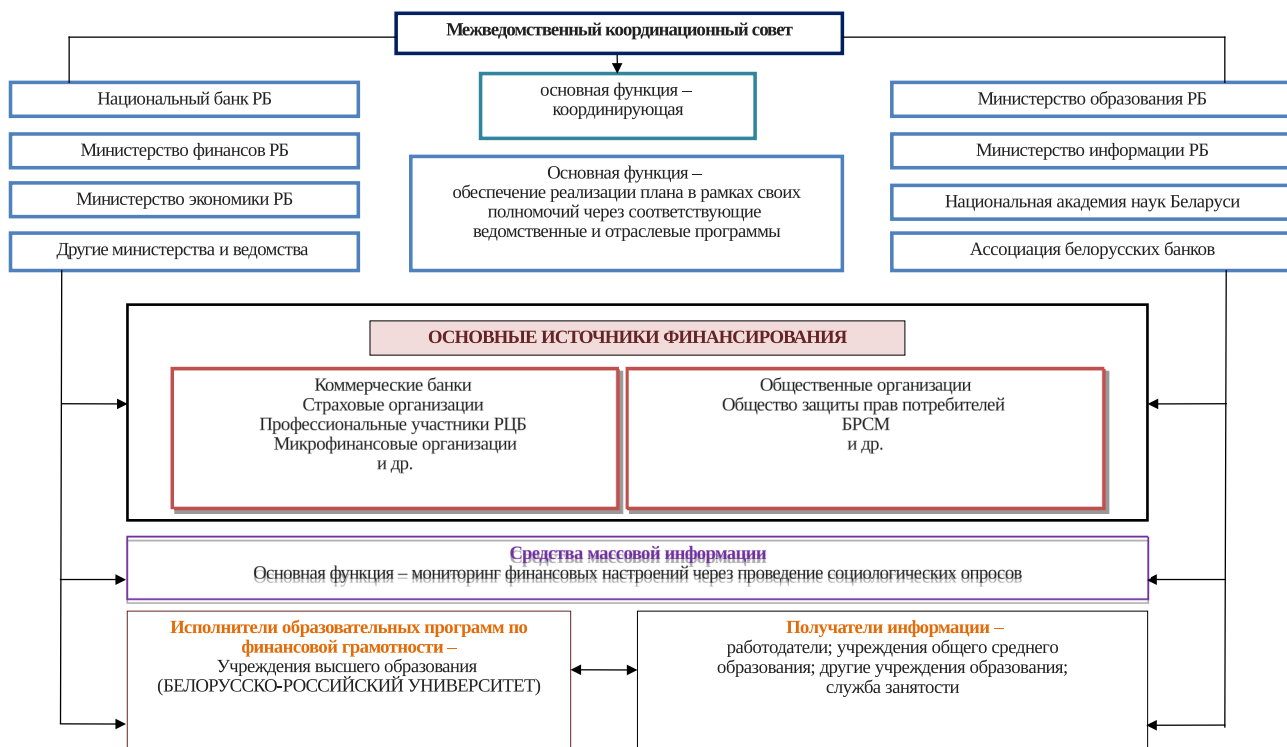 Межведомственный координационный совет
Национальный банк РБ
Министерство финансов РБ
Министерство экономики РБ
Другие министерства и ведомства
основная функция –
координирующая
Основная функция –
обеспечение реализации плана в рамках своих
полномочий через соответствующие
ведомственные и отраслевые программы
Министерство образования РБ
Министерство информации РБ
Национальная академия наук Беларуси
Ассоциация белорусских банков
ОСНОВНЫЕ ИСТОЧНИКИ ФИНАНСИРОВАНИЯ
Коммерческие банки
Страховые организации
Профессиональные участники РЦБ
Микрофинансовые организации
и др.
Общественные организации
Общество защиты прав потребителей
БРСМ
и др.
Средства массовой информации
Основная функция – мониторинг финансовых настроений через проведение социологических опросов
Исполнители образовательных программ по
финансовой грамотности –
Учреждения высшего образования
(БЕЛОРУССКО-РОССИЙСКИЙ УНИВЕРСИТЕТ)
Получатели информации –
работодатели; учреждения общего среднего
образования; другие учреждения образования;
служба занятости